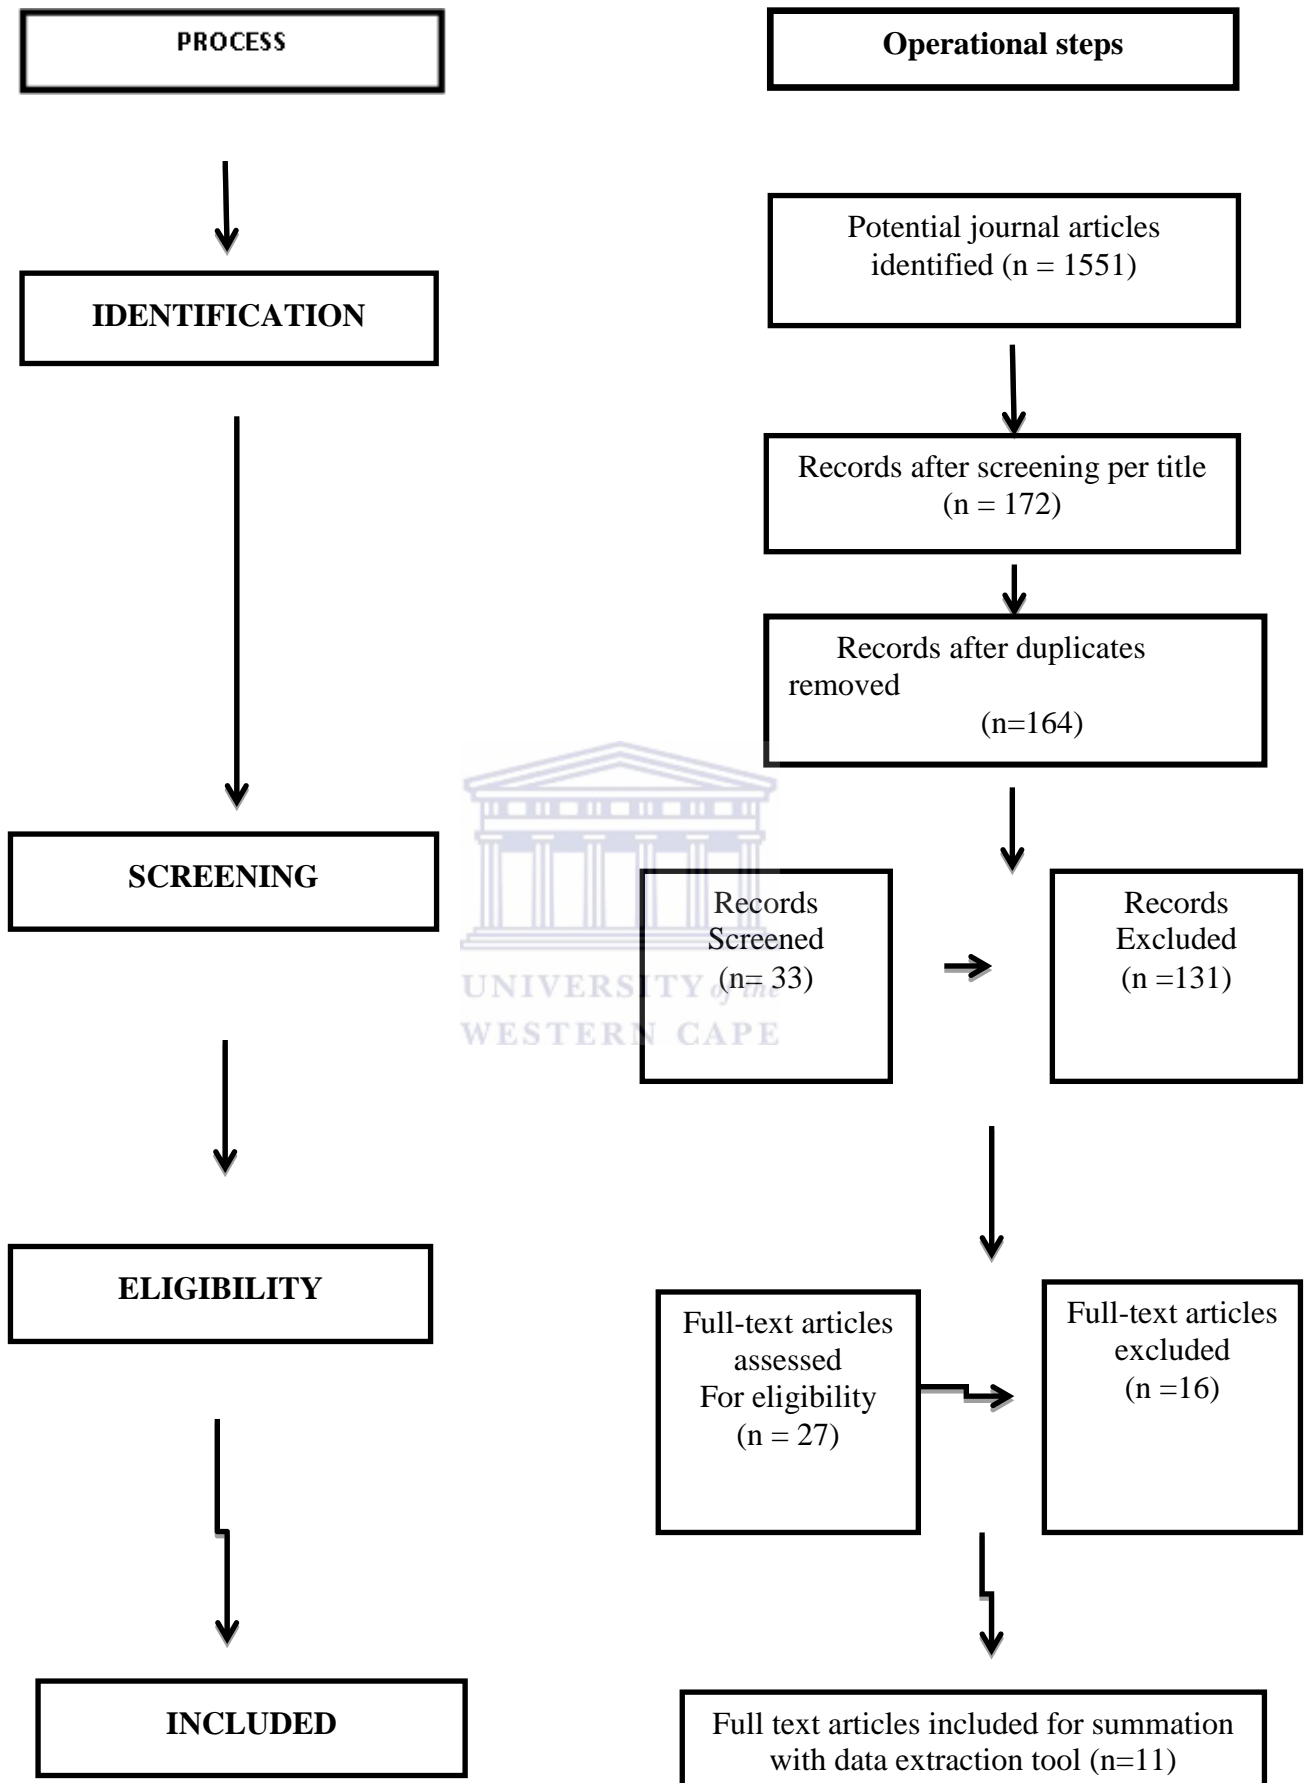 PROCESS
Operational steps
Potential journal articles
identified (n = 1551)
IDENTIFICATION
Records after screening per title
(n = 172)
Records after duplicates
removed
(n=164)
SCREENING
Records
Screened
(n= 33)
Records
Excluded
(n =131)
UNIVERSITY of the
WESTERN CAPE
ELIGIBILITY
Full-text articles
assessed
For eligibility
(n = 27)
Full-text articles
excluded
(n =16)
INCLUDED
Full text articles included for summation
with data extraction tool (n=11)